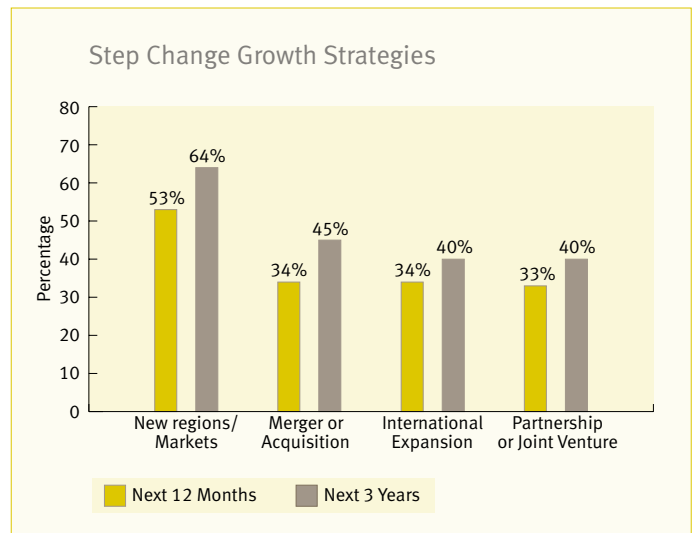 Step Change Growth Strategies
80
70
60
50
40
30
20
10
0
Percentage
53%
64%
34%
45%
34%
40%
33%
40%
New regions/
Markets
Merger or
Acquisition
International
Expansion
Partnership
or Joint Venture
Next 12 Months
Next 3 Years